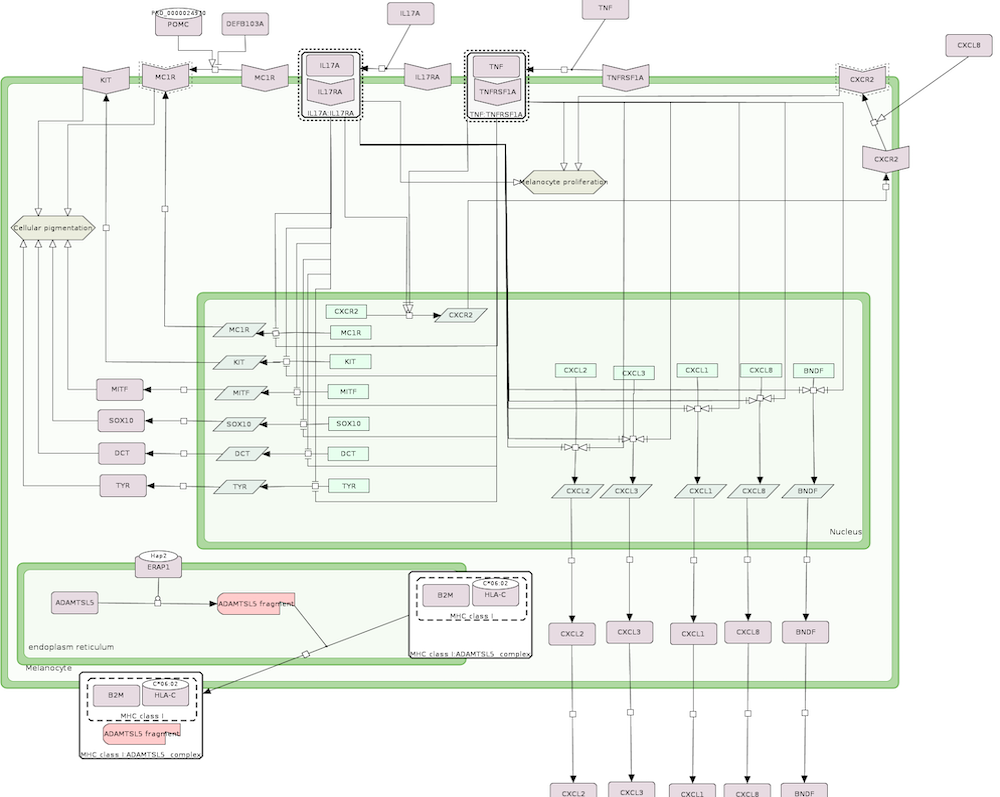 PRO_0000024970
POMC
DEFB103A
IL17A
TNF
CXCL8
KIT
MC1R
MC1R
IL17A
IL17RA
IL17A:IL17RA
IL17RA
TNF
TNFRSF1A
TNF:TNFRSF1A
TNFRSF1A
CXCR2
CXCR2
Melanocyte proliferation
Cellular pigmentation
CXCR2
CXCR2
MC1R
MC1R
KIT
KIT
MITF
MITF
MITF
SOX10
SOX10
SOX10
DCT
DCT
DCT
TYR
TYR
TYR
CXCL2
CXCL3
CXCL1
CXCL8
BNDF
CXCL2
CXCL3
CXCL1
CXCL8
BNDF
Nucleus
Hap2
ERAP1
ADAMTSL5
ADAMTSL5 fragment
endoplasm reticulum
C*06:02
B2M
HLA-C
MHC class I
MHC class I:ADAMTSL5 complex
Melanocyte
C*06:02
B2M
HLA-C
MHC class I
ADAMTSL5 fragment
MHC class I:ADAMTSL5 complex
CXCL2
CXCL3
CXCL1
CXCL8
BNDF
CXCL2
CXCL3
CXCL1
CXCL8
BNDF